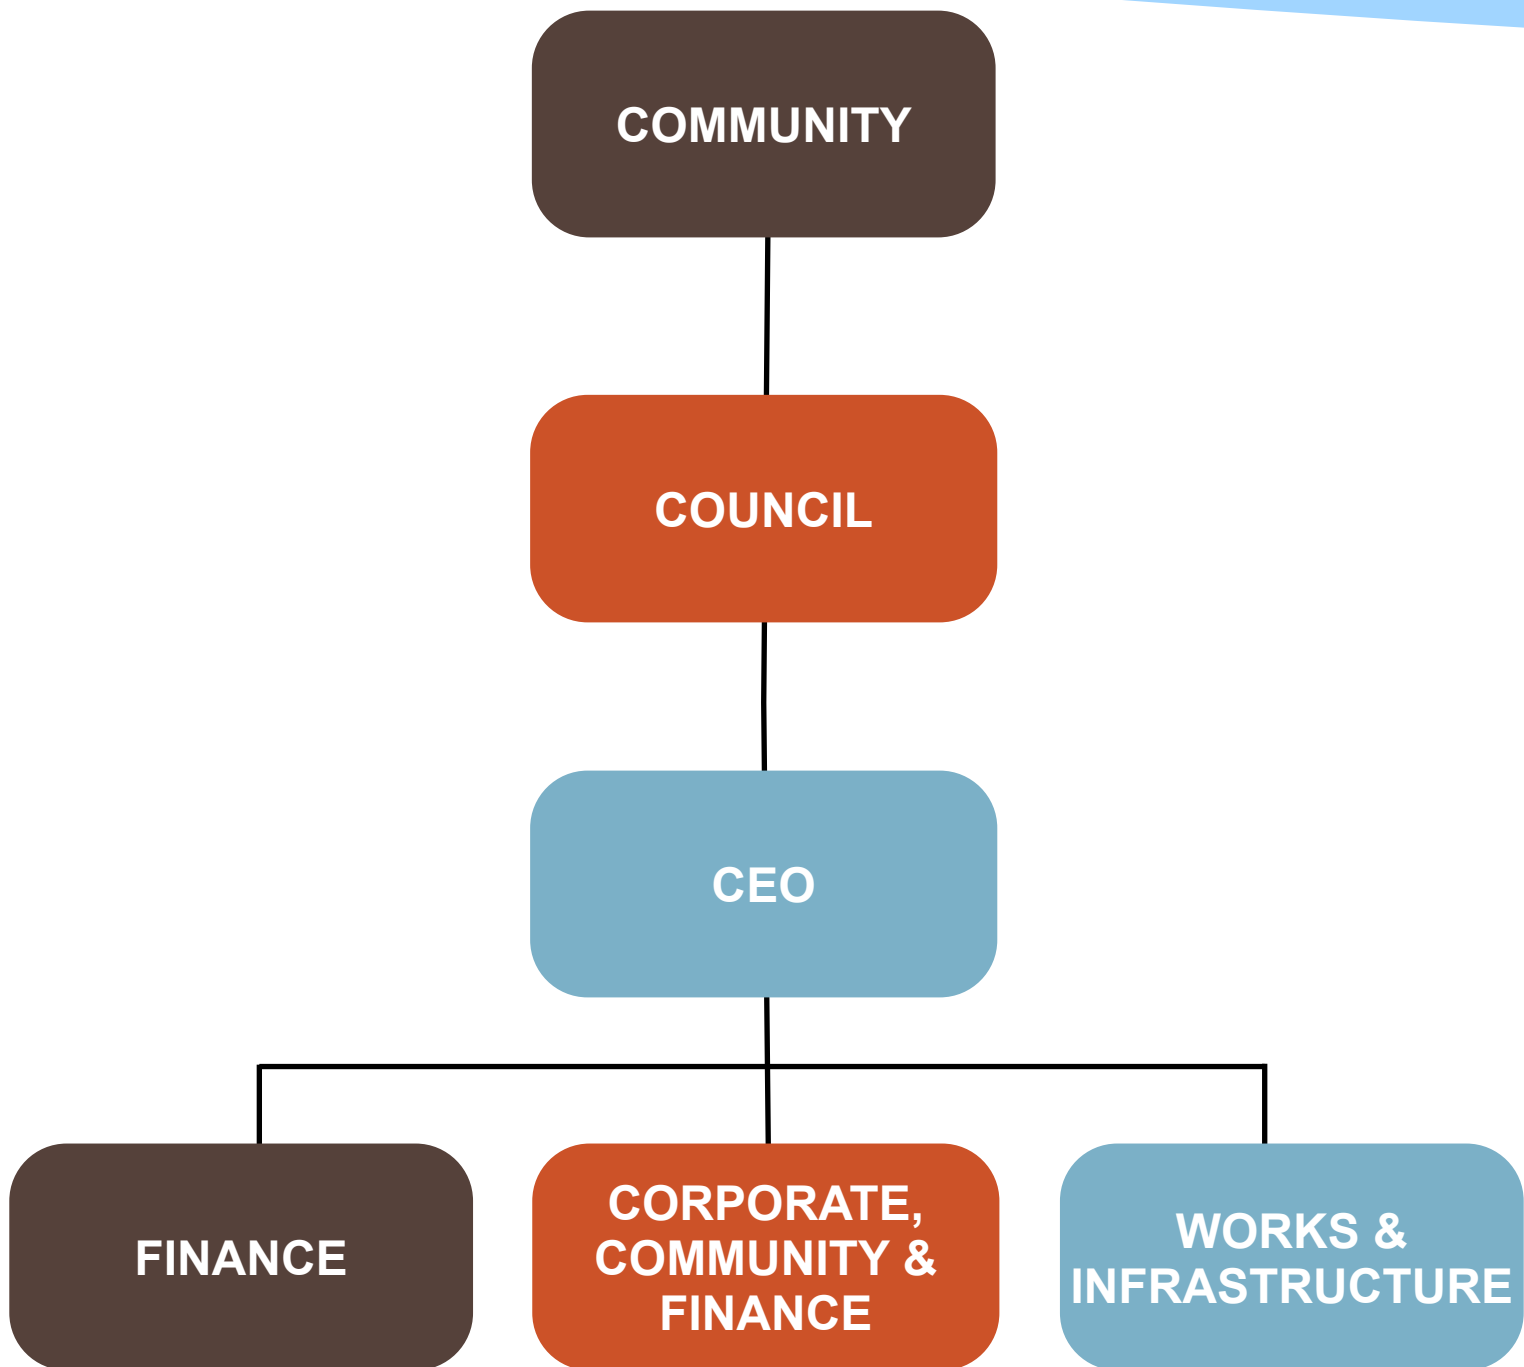 COMMUNITY
COUNCIL
CEO
FINANCE
CORPORATE,
COMMUNITY &
FINANCE
WORKS &
INFRASTRUCTURE